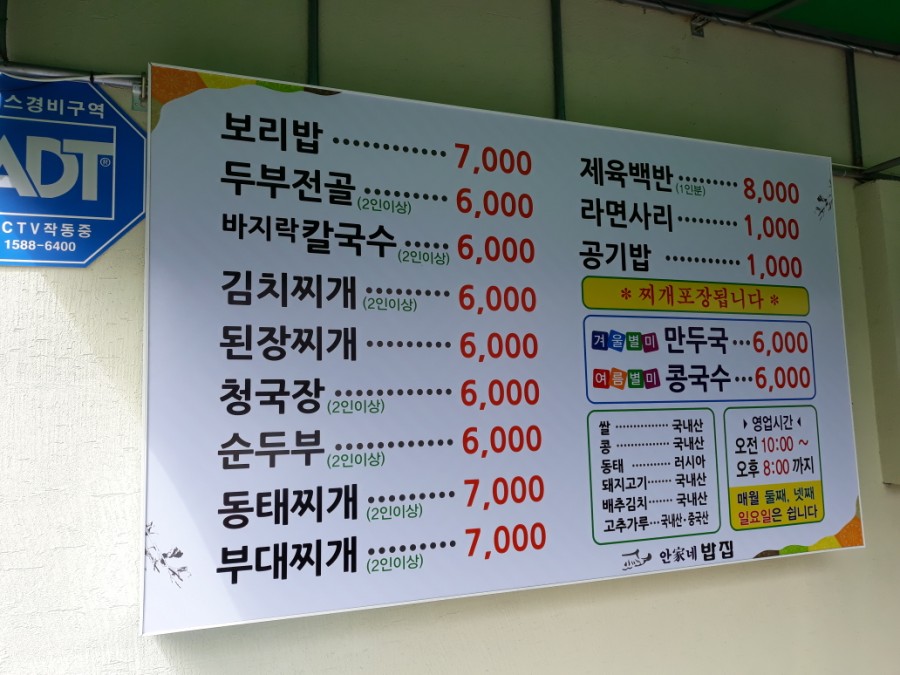 스경비구역
ADT®
CTV작동중
1588-6400
보리밥 ············ 7,000
두부전골(2인이상) ········· 6,000
바지락 칼국수(2인이상) ····· 6,000
김치찌개(2인이상) ········· 6,000
된장찌개 ········· 6,000
청국장(2인이상) ············ 6,000
순두부(2인이상) ············ 6,000
동태찌개(2인이상) ········· 7,000
부대찌개(2인이상) ········· 7,000
제육백반(1인분) ········· 8,000
라면사리 ········· 1,000
공기밥 ··········· 1,000
* 찌개포장됩니다 *
겨울별미 만두국 ··· 6,000
여름별미 콩국수 ··· 6,000
쌀 ··············· 국내산
콩 ··············· 국내산
동태 ··········· 러시아
돼지고기 ······· 국내산
배추김치 ······· 국내산
고추가루 ··· 국내산·중국산
영업시간
오전 10:00 ~
오후 8:00 까지
매월 둘째, 넷째
일요일은 쉽니다
안家네 밥집